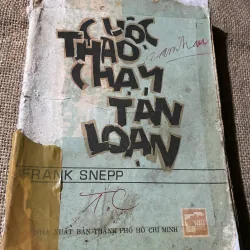 CUỘC
THÁO
CHẠY
TÁN
LOẠN
FRANK SNEPP
NHÀ XUẤT BẢN THÀNH PHỐ HỒ CHÍ MINH